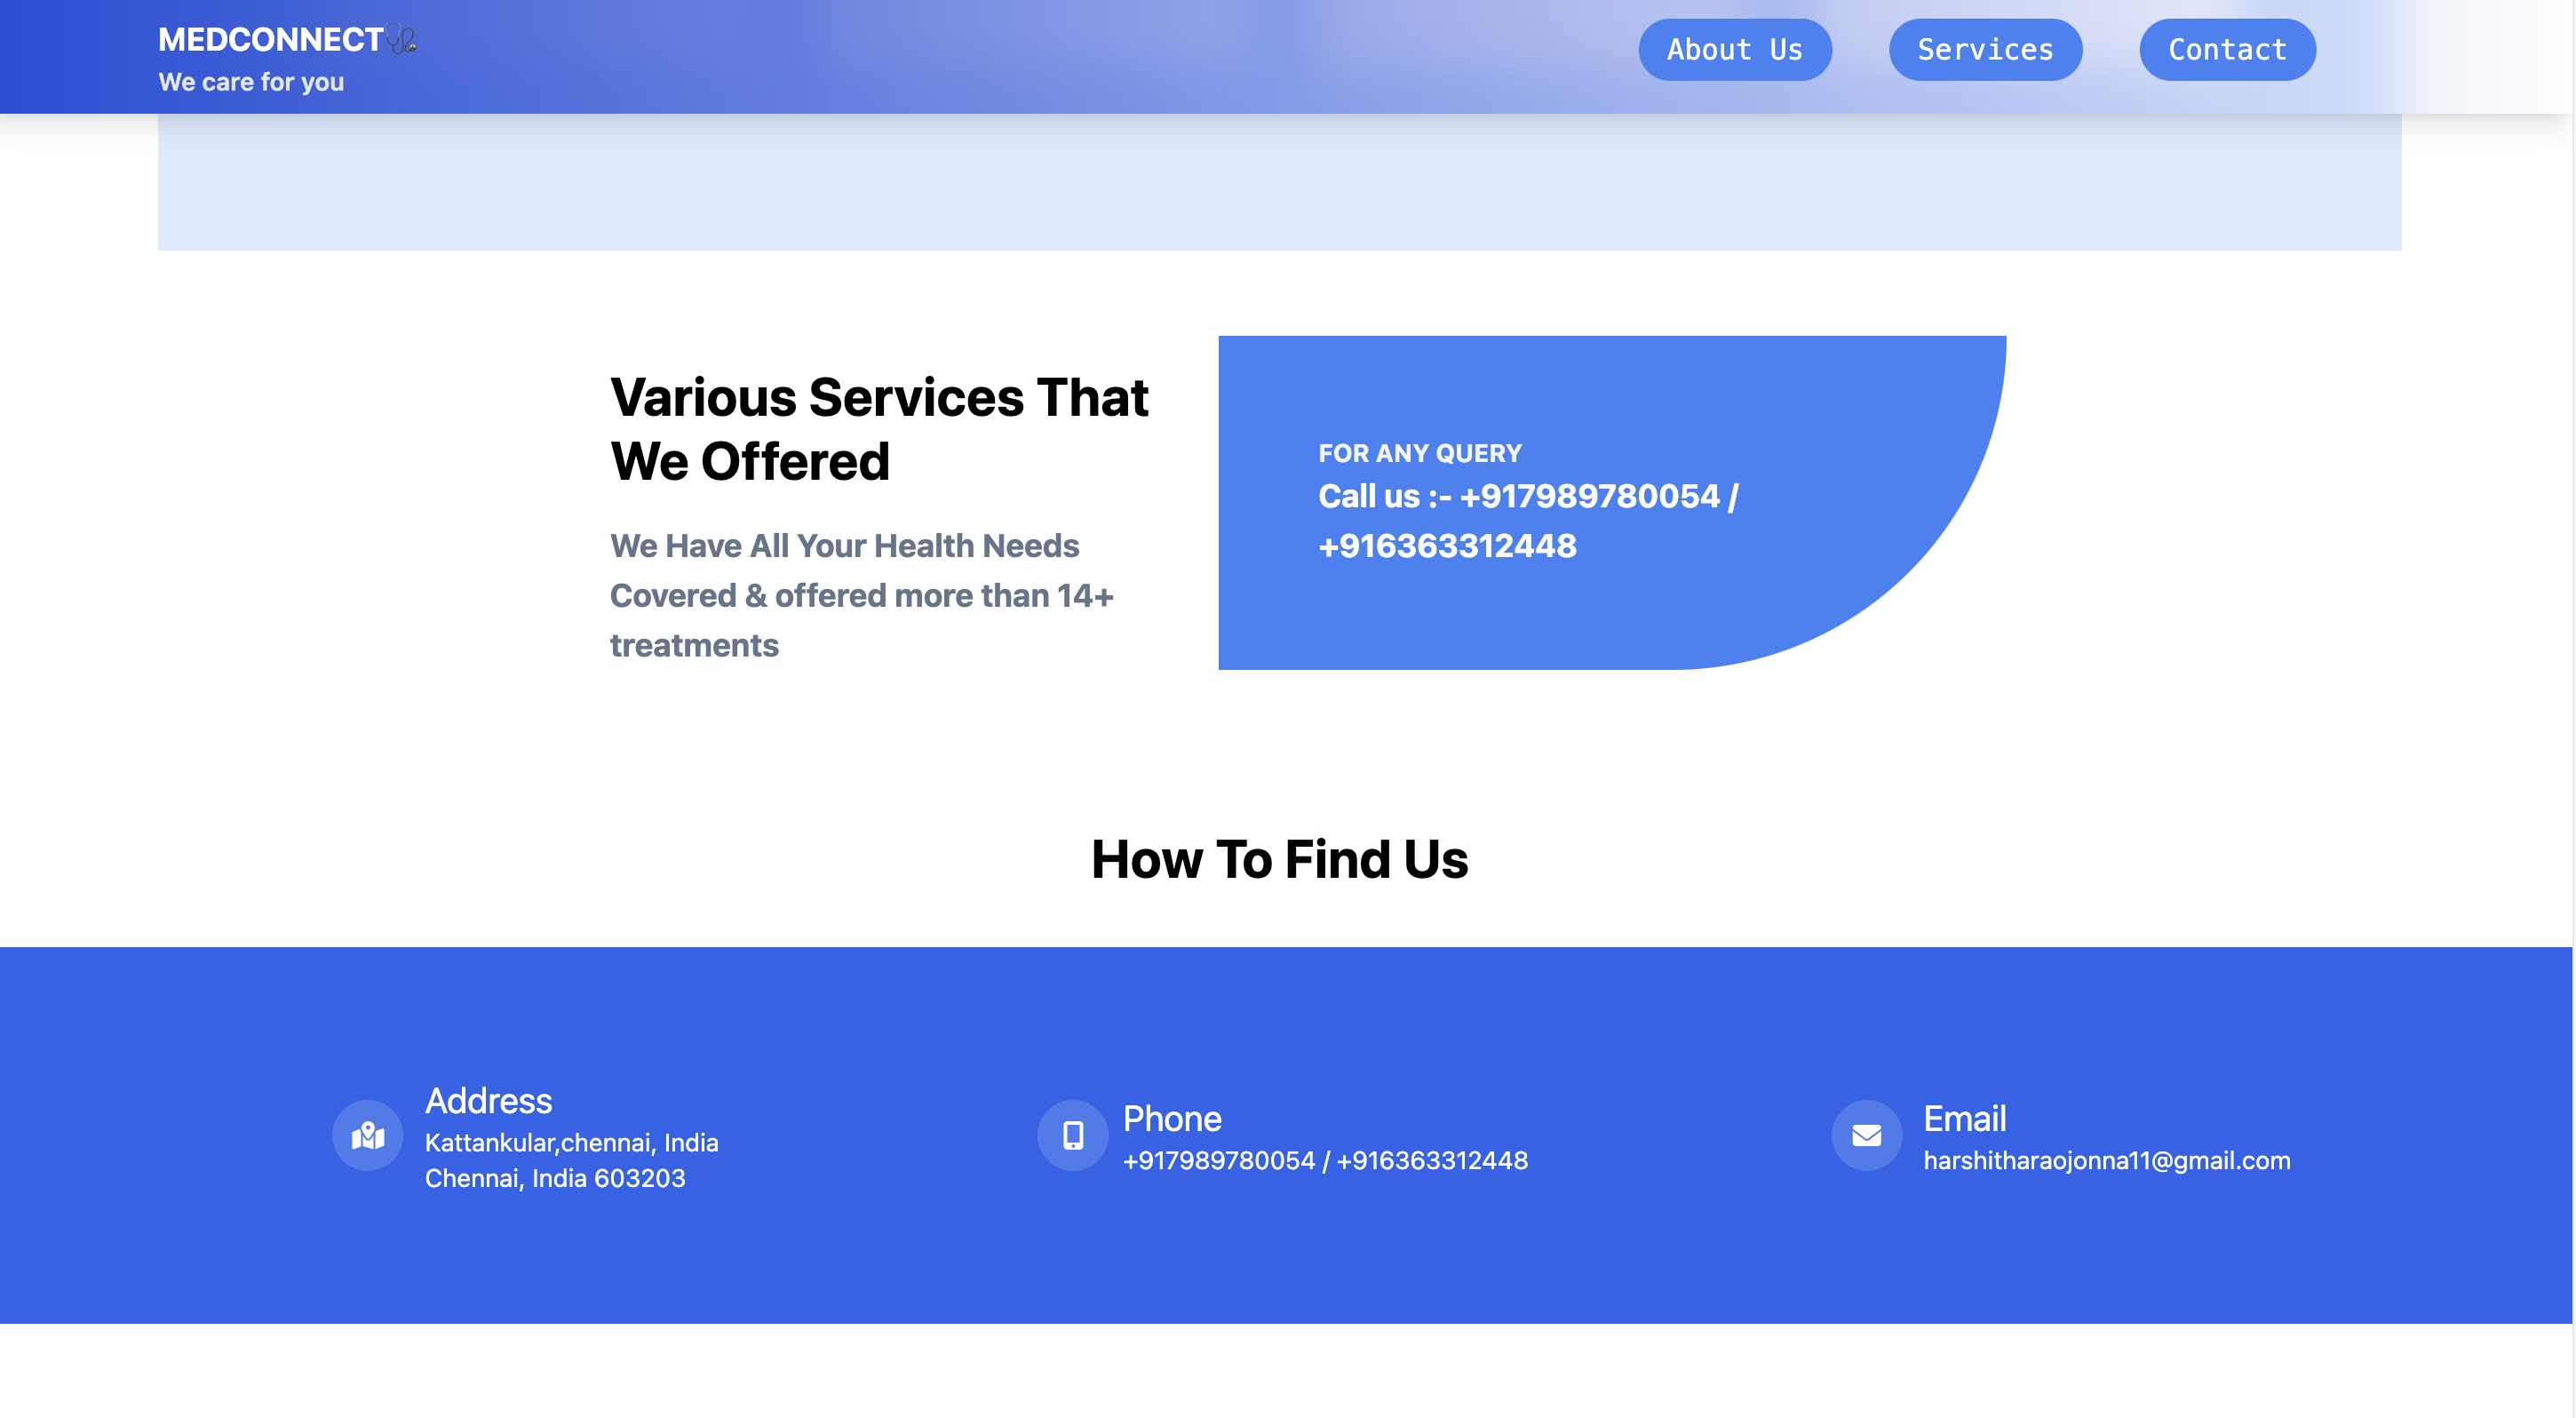 MEDCONNECT
We care for you
About Us
Services
Contact
Various Services That
We Offered
We Have All Your Health Needs
Covered & offered more than 14+
treatments
FOR ANY QUERY
Call us :- +917989780054 /
+916363312448
How To Find Us
Address
Kattankular,chennai, India
Chennai, India 603203
Phone
+917989780054 / +916363312448
Email
harshitharaojonna11@gmail.com